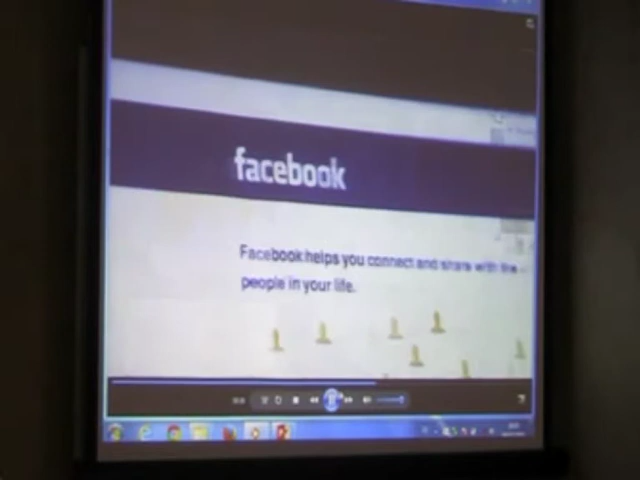 facebook
Facebook helps you connect and share with the
people in your life.